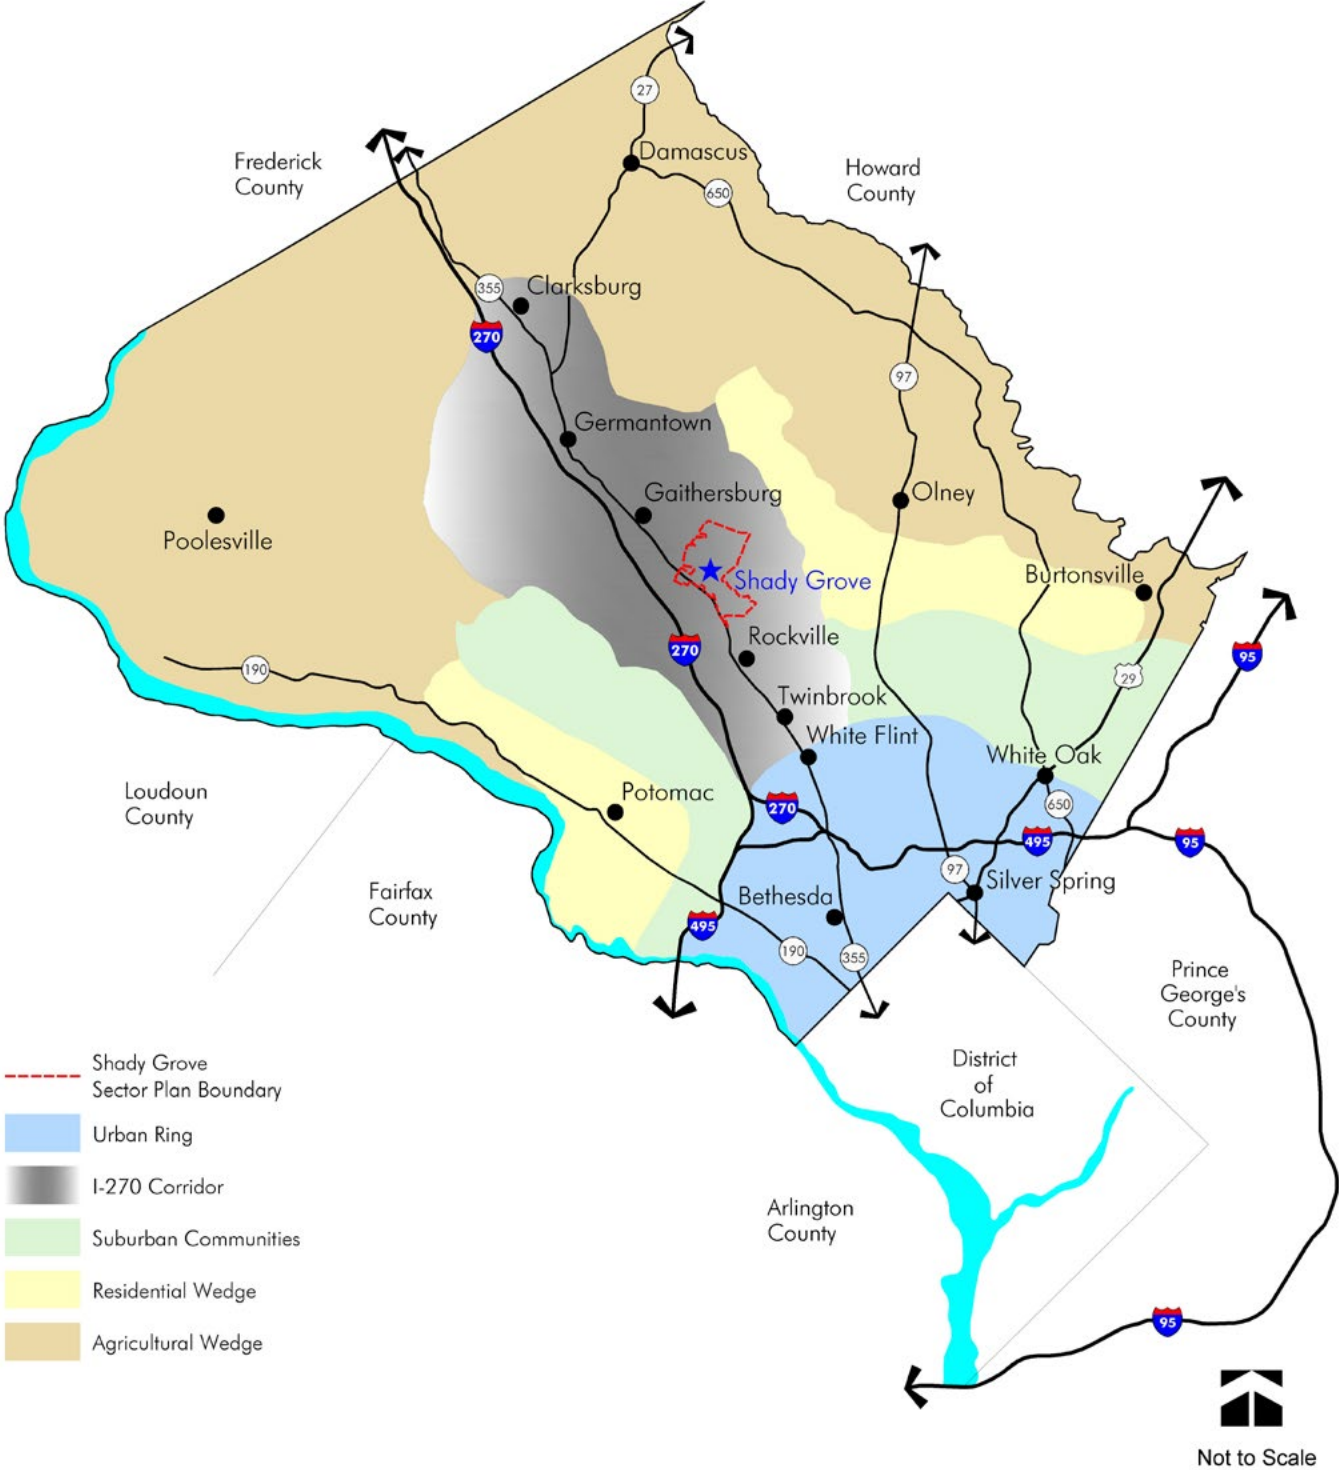 27
Damascus
Frederick
County
Howard
County
650
355
Clarksburg
270
97
Germantown
Gaithersburg
Olney
Poolesville
Shady Grove
Burtonsville
Rockville
270
95
190
29
Twinbrook
White Flint
White Oak
Loudoun
County
Potomac
270
650
495
95
97
Silver Spring
Bethesda
Fairfax
County
495
190
355
Prince
George's
County
Shady Grove
Sector Plan Boundary
District
of
Columbia
Urban Ring
I-270 Corridor
Arlington
County
Suburban Communities
Residential Wedge
95
Agricultural Wedge
Not to Scale